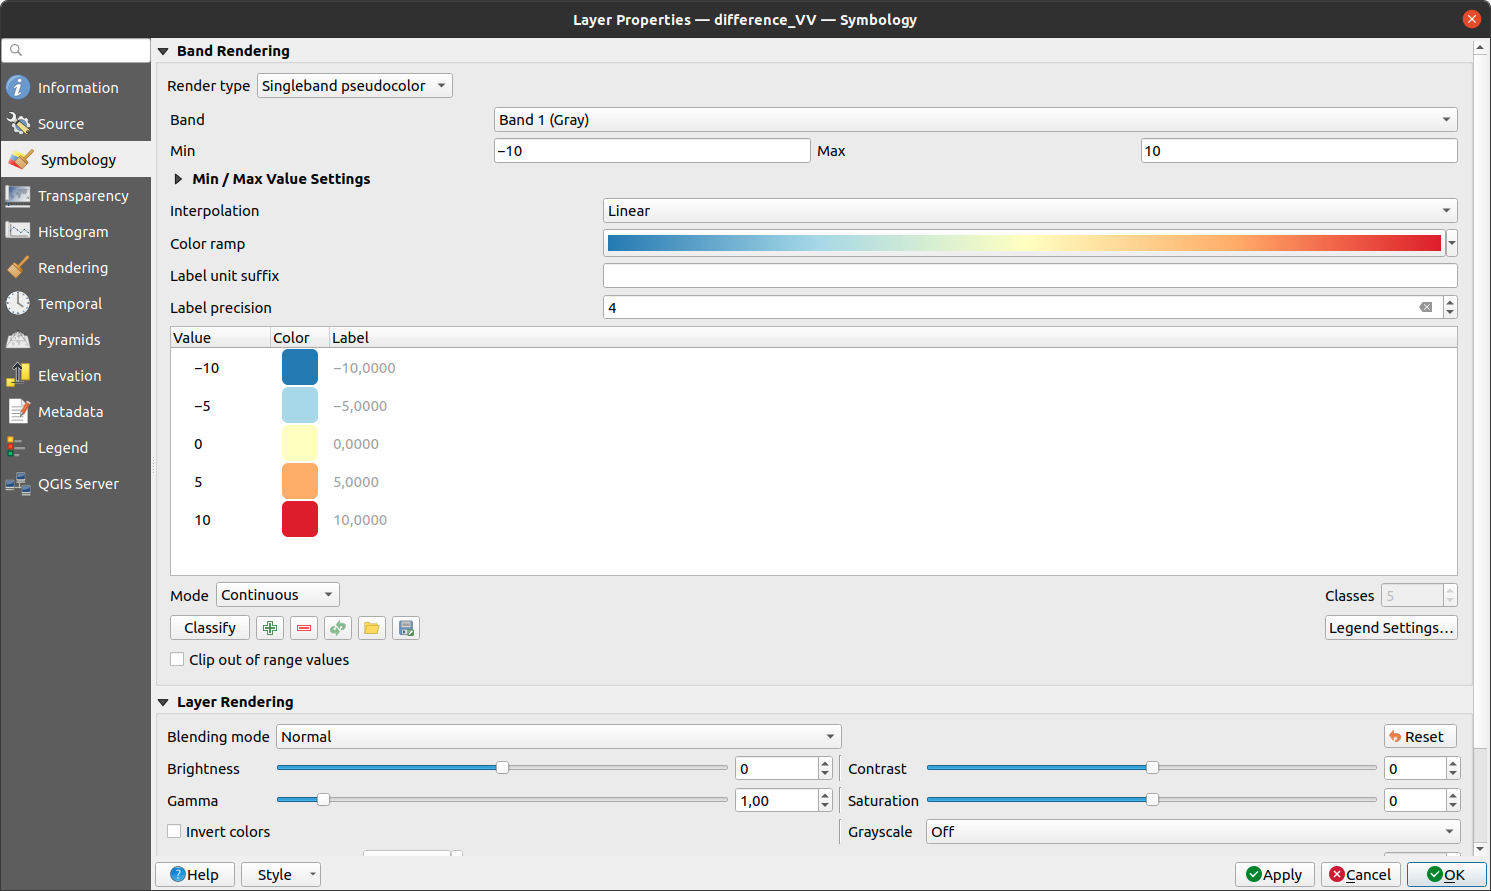 Layer Properties — difference_VV — Symbology
Information
Source
Symbology
Transparency
Histogram
Rendering
Temporal
Pyramids
Elevation
Metadata
Legend
QGIS Server
Band Rendering
Render type Singleband pseudocolor
Band Band 1 (Gray)
Min −10 Max 10
Min / Max Value Settings
Interpolation Linear
Color ramp
Label unit suffix
Label precision 4
Value Color Label
−10 −10,0000
−5 −5,0000
0 0,0000
5 5,0000
10 10,0000
Mode Continuous Classes 5
Classify Legend Settings…
Clip out of range values
Layer Rendering
Blending mode Normal Reset
Brightness 0 Contrast 0
Gamma 1,00 Saturation 0
Invert colors Grayscale Off
Help Style Apply Cancel OK